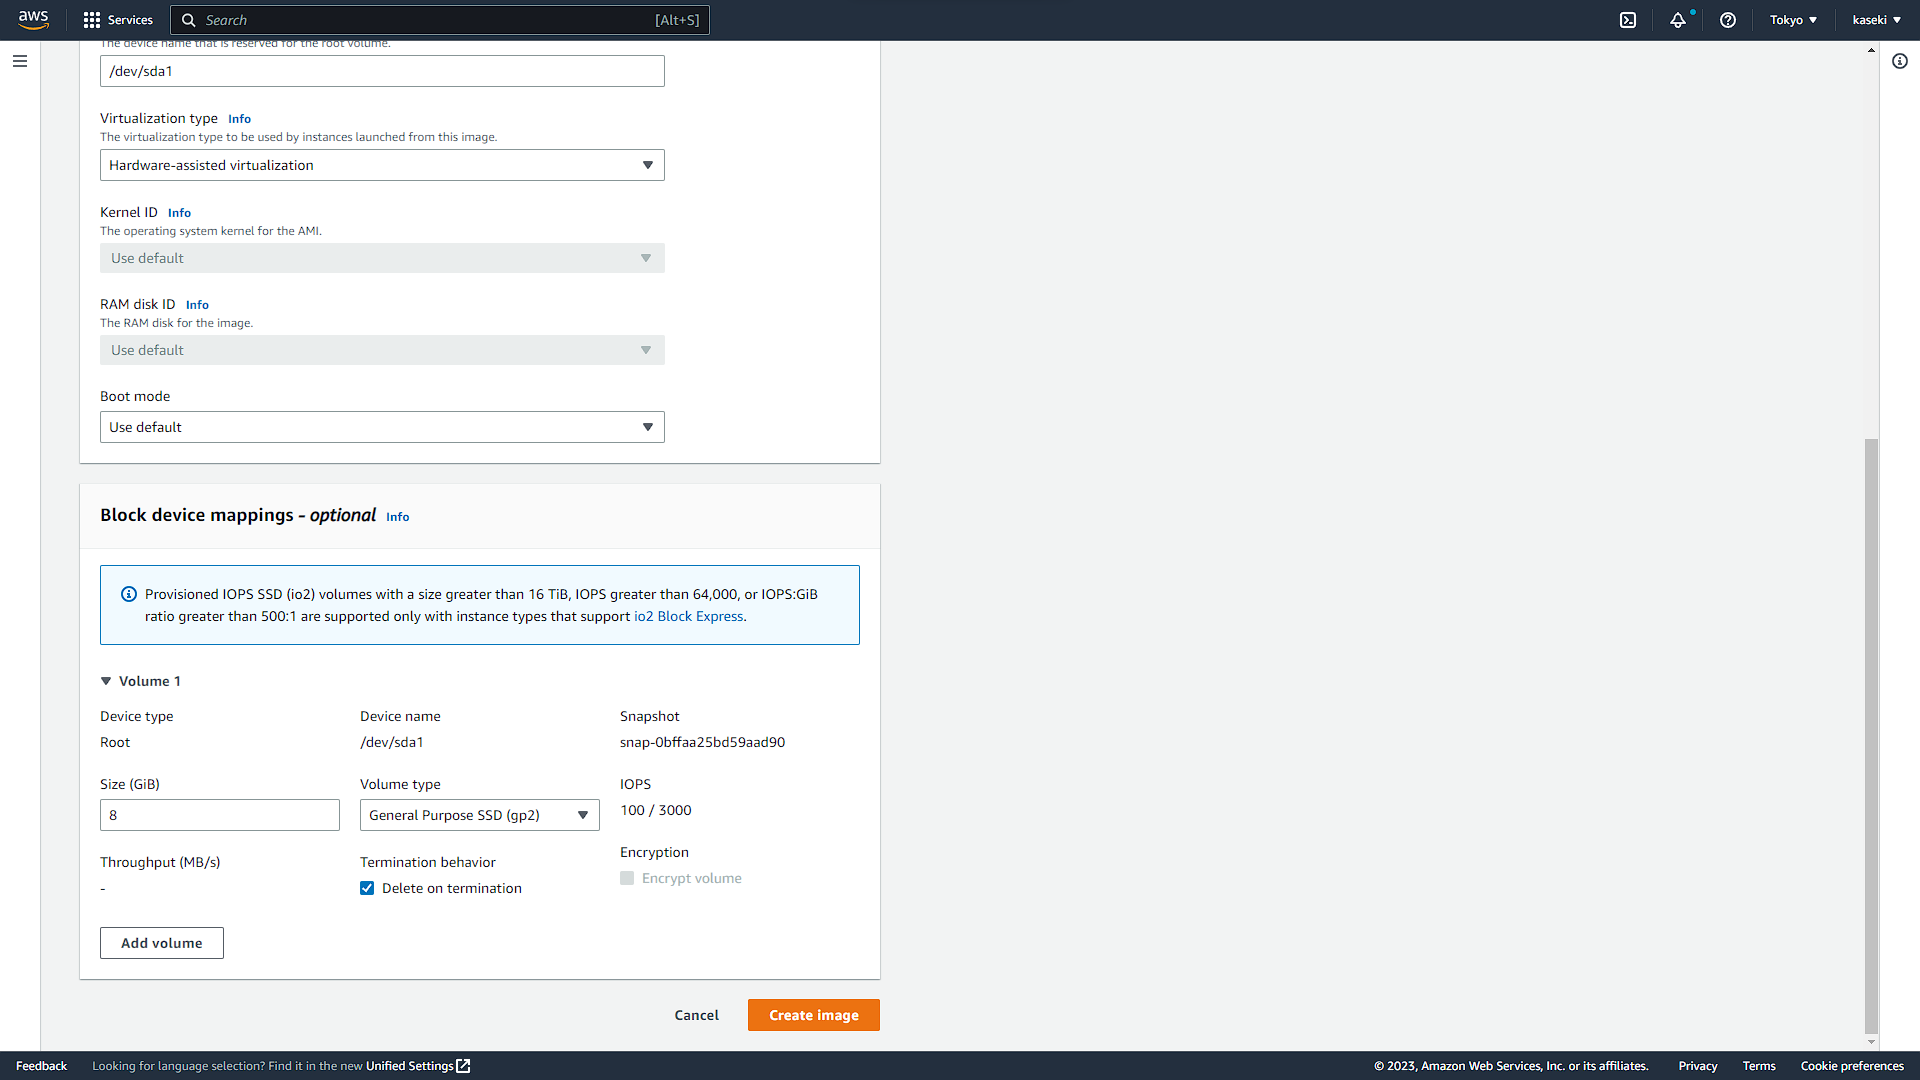 aws
Services
Search
[Alt+S]
Tokyo
kaseki
The device name that is reserved for the root volume.
/dev/sda1
Virtualization type Info
The virtualization type to be used by instances launched from this image.
Hardware-assisted virtualization
Kernel ID Info
The operating system kernel for the AMI.
Use default
RAM disk ID Info
The RAM disk for the image.
Use default
Boot mode
Use default
Block device mappings - optional Info
Provisioned IOPS SSD (io2) volumes with a size greater than 16 TiB, IOPS greater than 64,000, or IOPS:GiB
ratio greater than 500:1 are supported only with instance types that support io2 Block Express.
Volume 1
Device type
Device name
Snapshot
Root
/dev/sda1
snap-0bffaa25bd59aad90
Size (GiB)
Volume type
IOPS
8
General Purpose SSD (gp2)
100 / 3000
Throughput (MB/s)
Termination behavior
Encryption
-
Delete on termination
Encrypt volume
Add volume
Cancel
Create image
Feedback
Looking for language selection? Find it in the new Unified Settings
© 2023, Amazon Web Services, Inc. or its affiliates.
Privacy
Terms
Cookie preferences